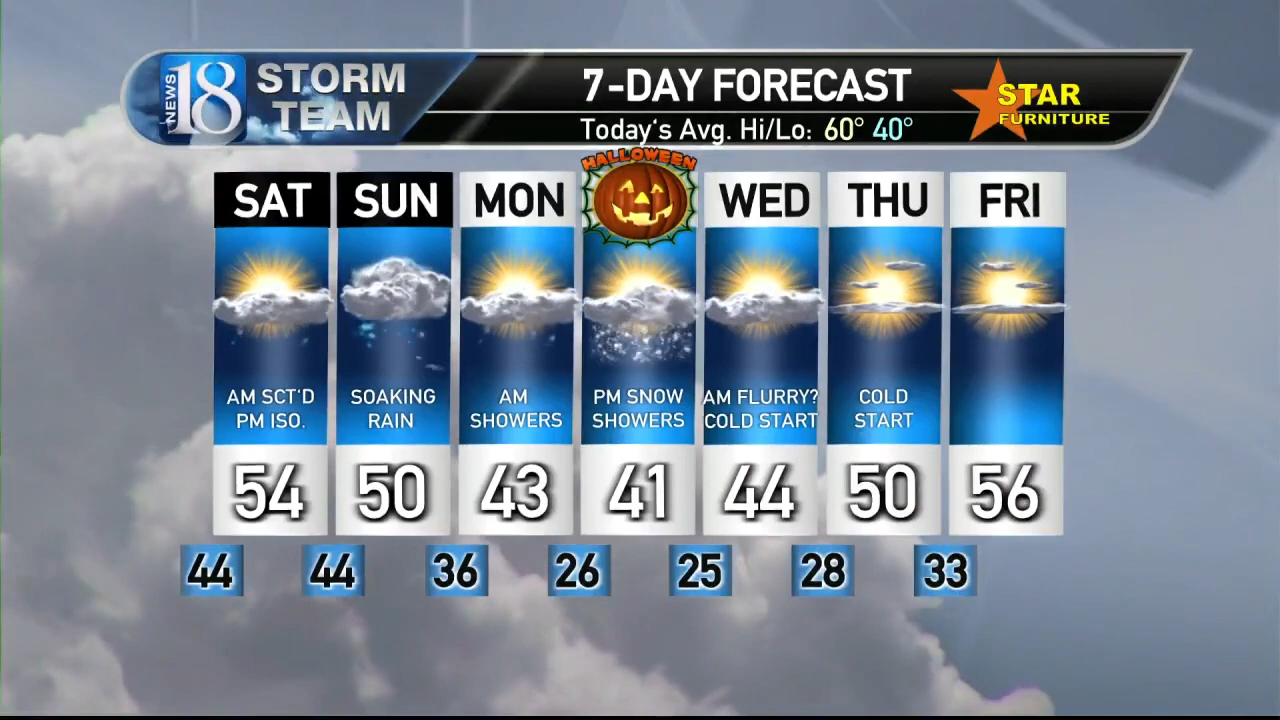 NEWS 18
STORM
TEAM
7-DAY FORECAST
Today's Avg. Hi/Lo: 60° 40°
STAR
FURNITURE
SAT
SUN
MON
HALLOWEEN
WED
THU
FRI
AM SCT'D
PM ISO.
SOAKING
RAIN
AM
SHOWERS
PM SNOW
SHOWERS
AM FLURRY?
COLD START
COLD
START
54 50 43 41 44 50 56
44 44 36 26 25 28 33